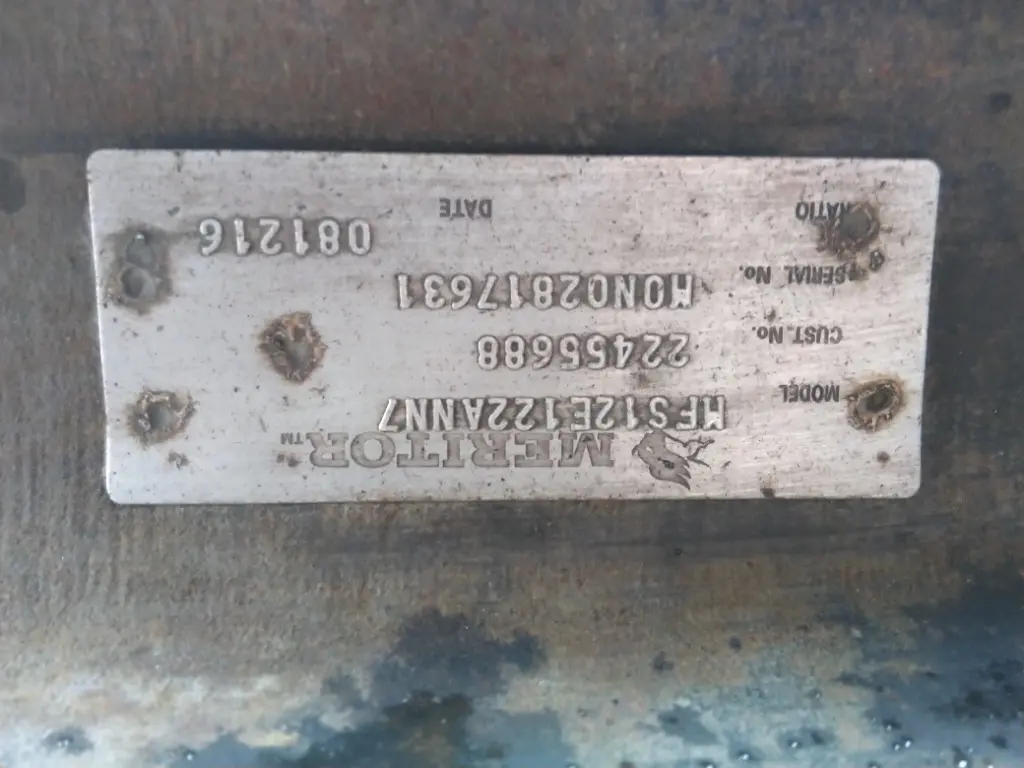 MERITOR™
MODEL MFS12E122ANN7
CUST. No. 22455688
SERIAL No. MON02817631
RATIO DATE 081216